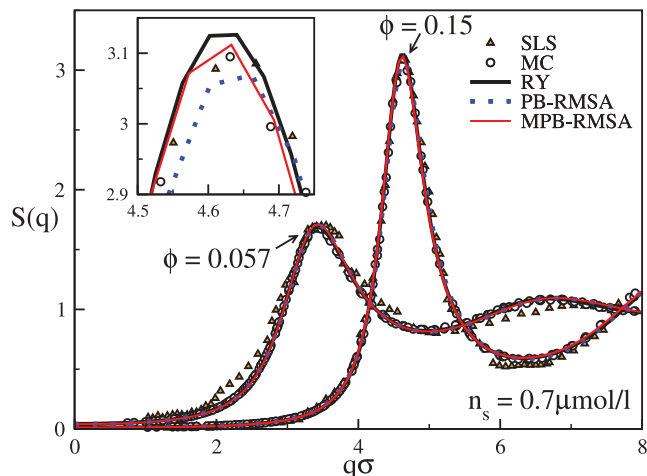 3.1
3
2.9
4.5
4.6
4.7
ϕ = 0.15
SLS
MC
RY
PB-RMSA
MPB-RMSA
3
2
1
0
S(q)
ϕ = 0.057
n_s = 0.7μmol/l
0
2
4
6
8
qσ